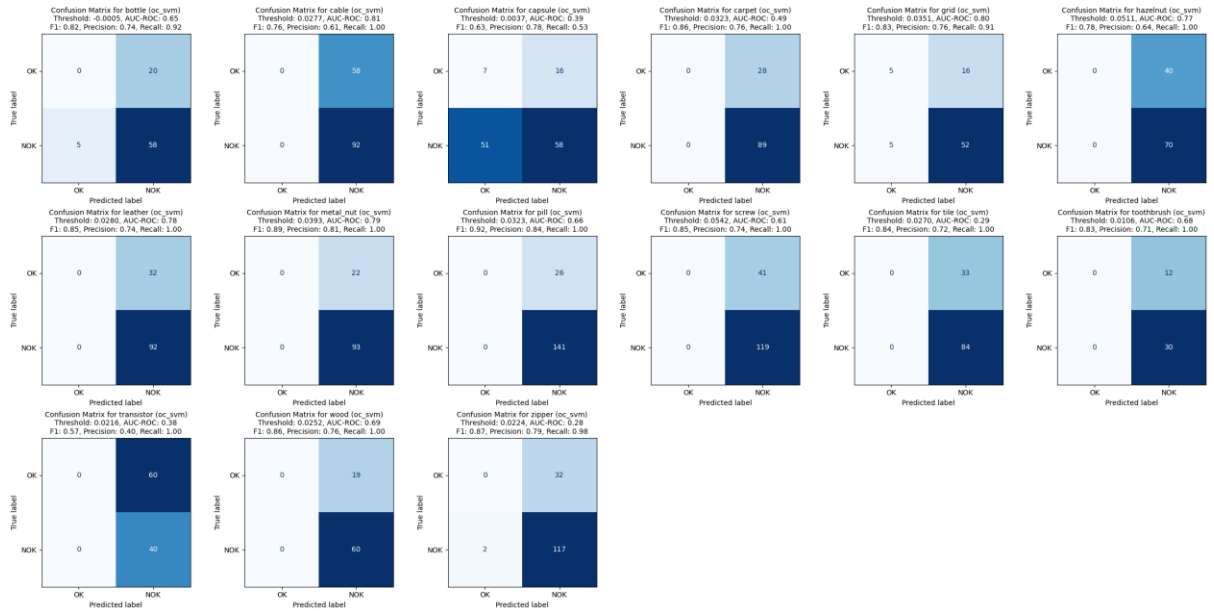 Confusion Matrix for bottle (oc_svm)
Threshold: -0.0005, AUC-ROC: 0.65
F1: 0.82, Precision: 0.74, Recall: 0.92
OK
0
20
True label
NOK
5
58
OK
NOK
Predicted label
Confusion Matrix for cable (oc_svm)
Threshold: 0.0277, AUC-ROC: 0.81
F1: 0.76, Precision: 0.61, Recall: 1.00
OK
0
58
True label
NOK
0
92
OK
NOK
Predicted label
Confusion Matrix for capsule (oc_svm)
Threshold: 0.0037, AUC-ROC: 0.39
F1: 0.63, Precision: 0.78, Recall: 0.53
OK
7
16
True label
NOK
51
58
OK
NOK
Predicted label
Confusion Matrix for carpet (oc_svm)
Threshold: 0.0323, AUC-ROC: 0.49
F1: 0.86, Precision: 0.76, Recall: 1.00
OK
0
28
True label
NOK
0
89
OK
NOK
Predicted label
Confusion Matrix for grid (oc_svm)
Threshold: 0.0351, AUC-ROC: 0.80
F1: 0.83, Precision: 0.76, Recall: 0.91
OK
5
16
True label
NOK
5
52
OK
NOK
Predicted label
Confusion Matrix for hazelnut (oc_svm)
Threshold: 0.0511, AUC-ROC: 0.77
F1: 0.78, Precision: 0.64, Recall: 1.00
OK
0
40
True label
NOK
0
70
OK
NOK
Predicted label
Confusion Matrix for leather (oc_svm)
Threshold: 0.0280, AUC-ROC: 0.78
F1: 0.85, Precision: 0.74, Recall: 1.00
OK
0
32
True label
NOK
0
92
OK
NOK
Predicted label
Confusion Matrix for metal_nut (oc_svm)
Threshold: 0.0393, AUC-ROC: 0.79
F1: 0.89, Precision: 0.81, Recall: 1.00
OK
0
22
True label
NOK
0
93
OK
NOK
Predicted label
Confusion Matrix for pill (oc_svm)
Threshold: 0.0323, AUC-ROC: 0.66
F1: 0.92, Precision: 0.84, Recall: 1.00
OK
0
26
True label
NOK
0
141
OK
NOK
Predicted label
Confusion Matrix for screw (oc_svm)
Threshold: 0.0542, AUC-ROC: 0.61
F1: 0.85, Precision: 0.74, Recall: 1.00
OK
0
41
True label
NOK
0
119
OK
NOK
Predicted label
Confusion Matrix for tile (oc_svm)
Threshold: 0.0270, AUC-ROC: 0.29
F1: 0.84, Precision: 0.72, Recall: 1.00
OK
0
33
True label
NOK
0
84
OK
NOK
Predicted label
Confusion Matrix for toothbrush (oc_svm)
Threshold: 0.0106, AUC-ROC: 0.68
F1: 0.83, Precision: 0.71, Recall: 1.00
OK
0
12
True label
NOK
0
30
OK
NOK
Predicted label
Confusion Matrix for transistor (oc_svm)
Threshold: 0.0216, AUC-ROC: 0.38
F1: 0.57, Precision: 0.40, Recall: 1.00
OK
0
60
True label
NOK
0
40
OK
NOK
Predicted label
Confusion Matrix for wood (oc_svm)
Threshold: 0.0252, AUC-ROC: 0.69
F1: 0.86, Precision: 0.76, Recall: 1.00
OK
0
19
True label
NOK
0
60
OK
NOK
Predicted label
Confusion Matrix for zipper (oc_svm)
Threshold: 0.0224, AUC-ROC: 0.28
F1: 0.87, Precision: 0.79, Recall: 0.98
OK
0
32
True label
NOK
2
117
OK
NOK
Predicted label